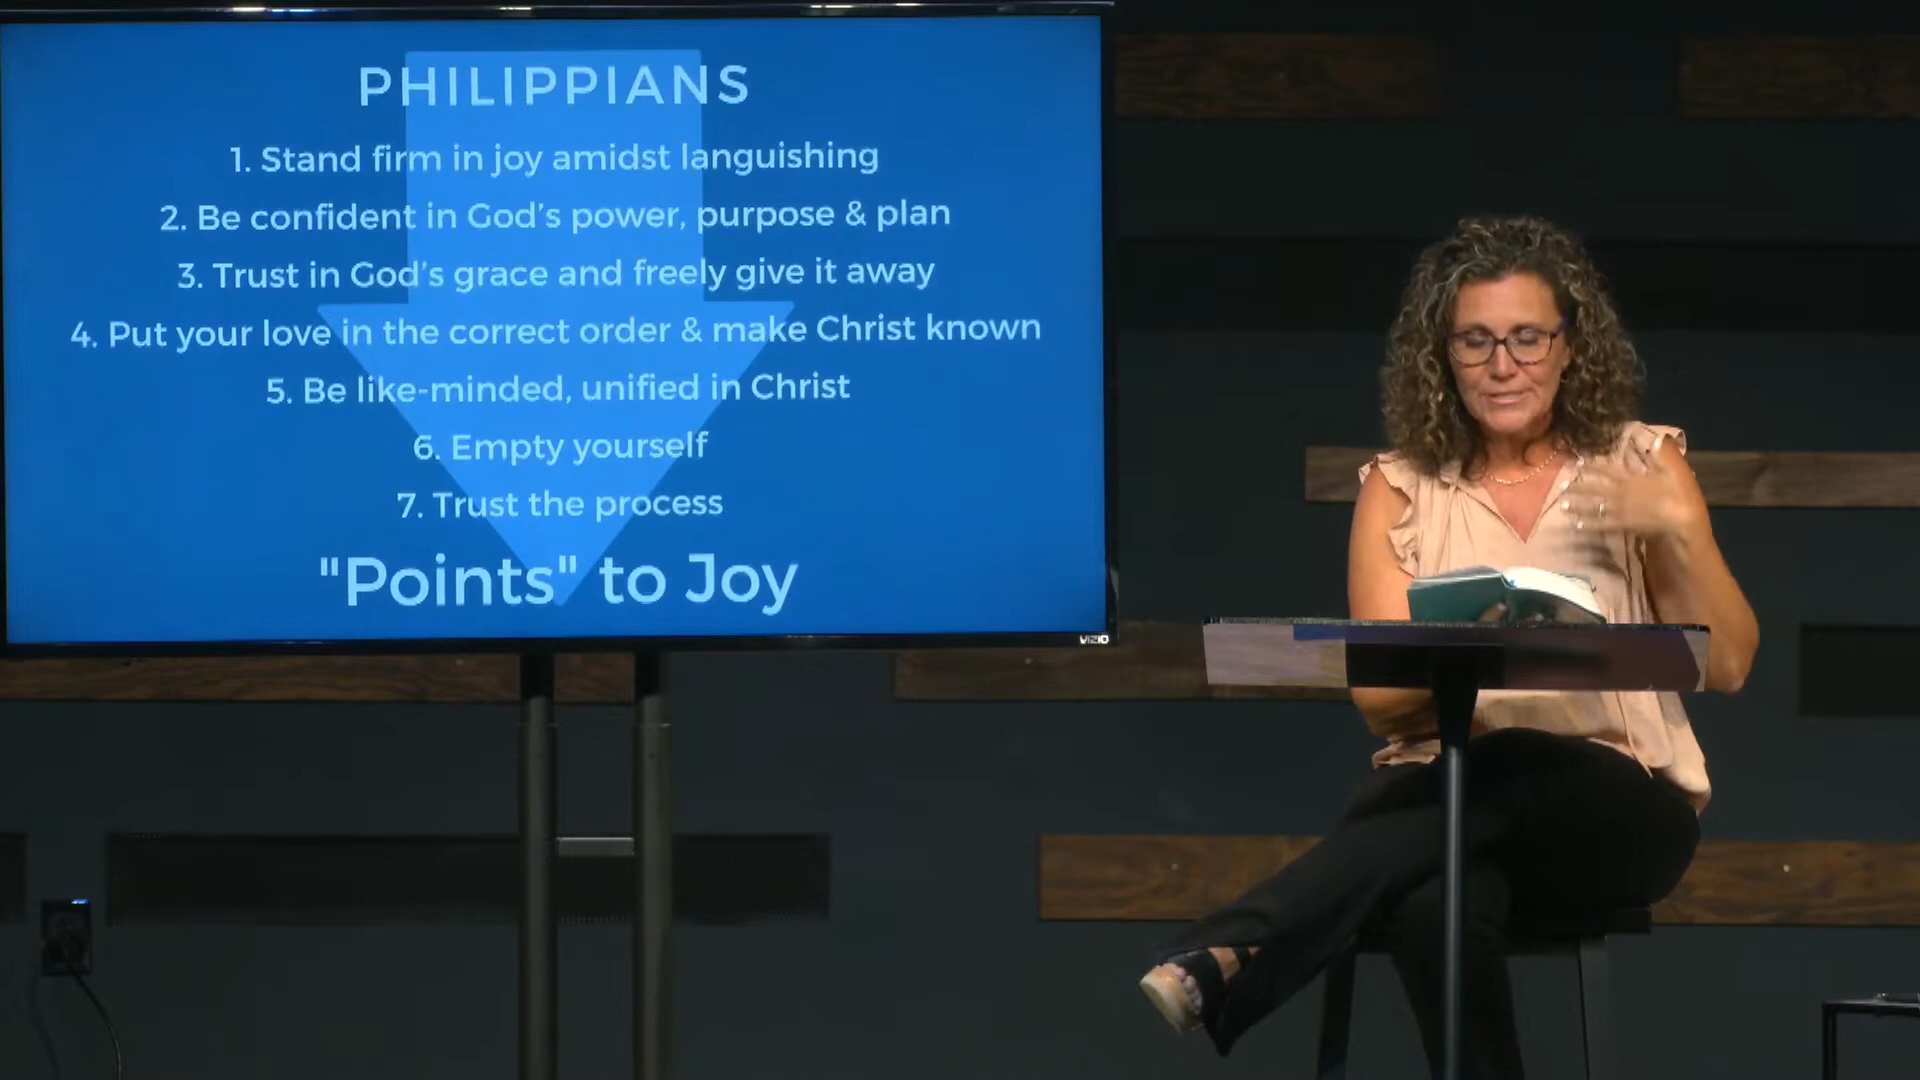 PHILIPPIANS
1. Stand firm in joy amidst languishing
2. Be confident in God's power, purpose & plan
3. Trust in God's grace and freely give it away
4. Put your love in the correct order & make Christ known
5. Be like-minded, unified in Christ
6. Empty yourself
7. Trust the process
"Points" to Joy
VIZIO